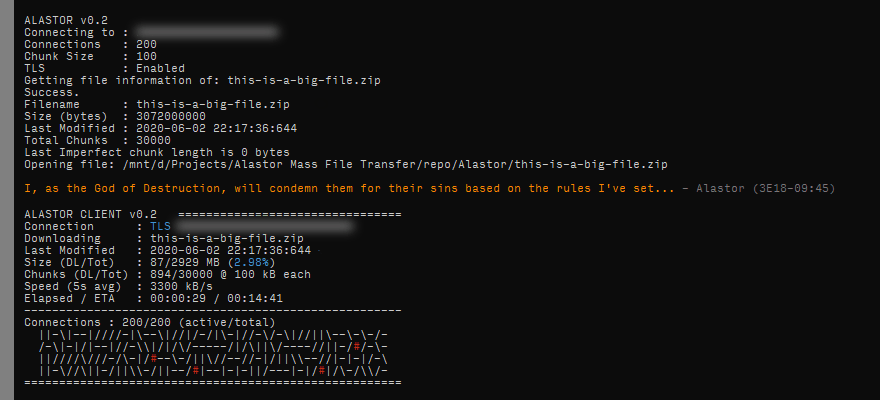 ALASTOR v0.2
Connecting to :
Connections   : 200
Chunk Size    : 100
TLS           : Enabled
Getting file information of: this-is-a-big-file.zip
Success.
Filename      : this-is-a-big-file.zip
Size (bytes)  : 3072000000
Last Modified : 2020-06-02 22:17:36:644
Total Chunks  : 30000
Last Imperfect chunk length is 0 bytes
Opening file: /mnt/d/Projects/Alastor Mass File Transfer/repo/Alastor/this-is-a-big-file.zip
I, as the God of Destruction, will condemn them for their sins based on the rules I've set... – Alastor (3E18-09:45)
ALASTOR CLIENT v0.2   ================================
Connection      : TLS
Downloading     : this-is-a-big-file.zip
Last Modified   : 2020-06-02 22:17:36:644
Size (DL/Tot)   : 87/2929 MB (2.98%)
Chunks (DL/Tot) : 894/30000 @ 100 kB each
Speed (5s avg)  : 3300 kB/s
Elapsed / ETA   : 00:00:29 / 00:14:41
------------------------------------------------------
Connections : 200/200 (active/total)
||-\|--|////-|\--\|//|/-/|\-|//-\/-\|//||\--\-\-/-
/-\|-|/|--|//-\\|/|/\/-----/|/\||\/----//||-/#/-\-
||////\///-/\-|/#--\-/||\//--//-|/||\\--//|-|-|/-\
||-\//\||-/|\-/||--/-#|--|-|-||/---|-/|#|/\-/\\/-
======================================================